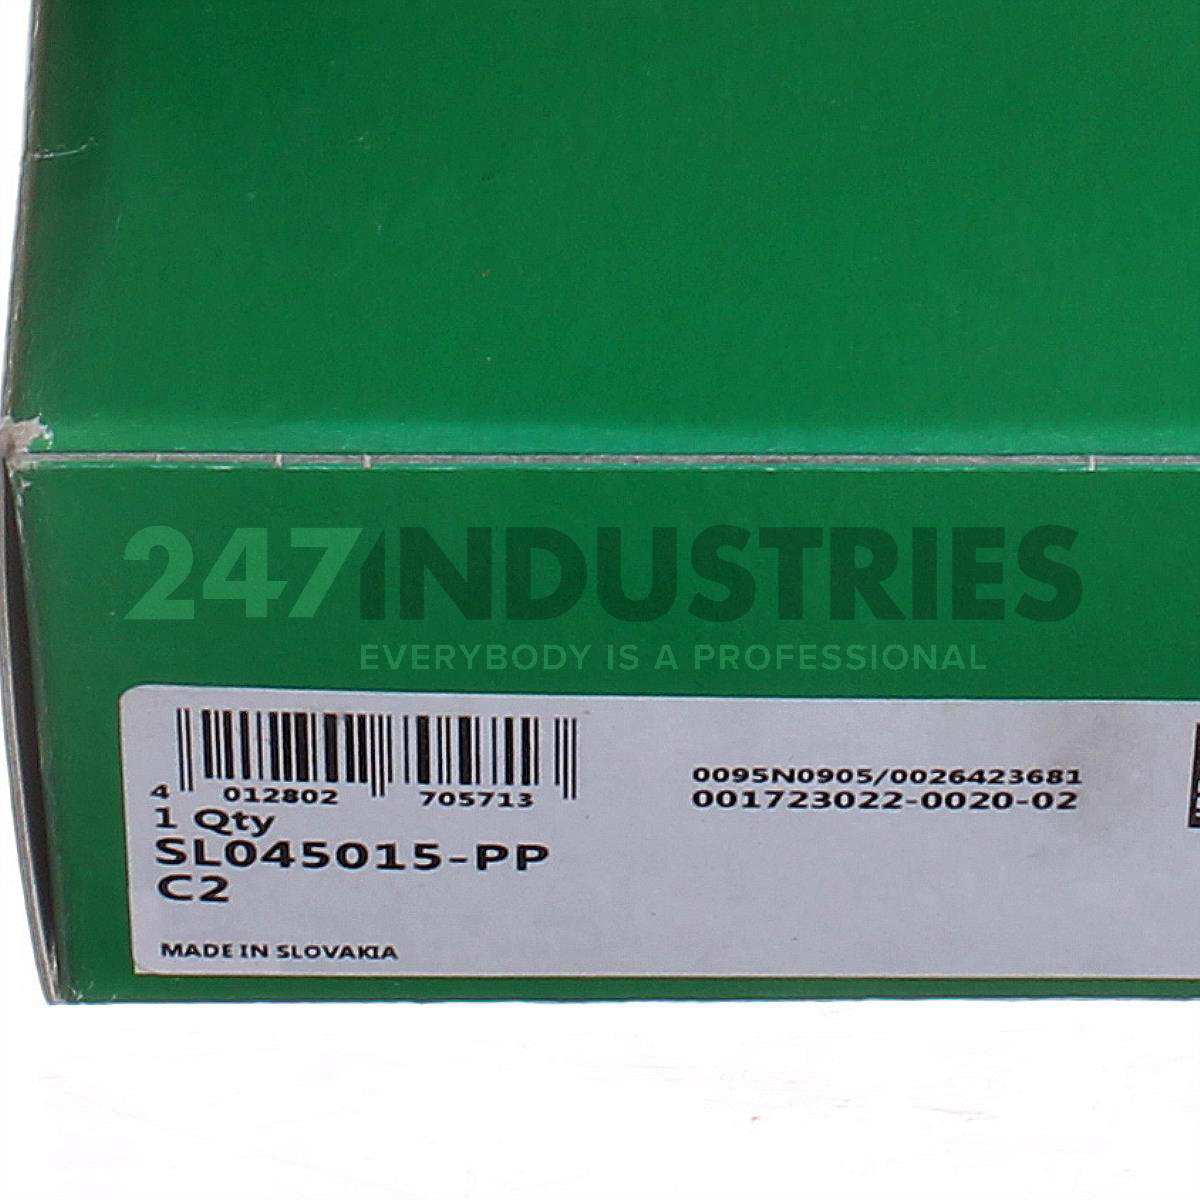 247INDUSTRIES
EVERYBODY IS A PROFESSIONAL
4 012802 705713
1 Qty
SL045015-PP
C2
MADE IN SLOVAKIA
0095N0905/0026423681
001723022-0020-02